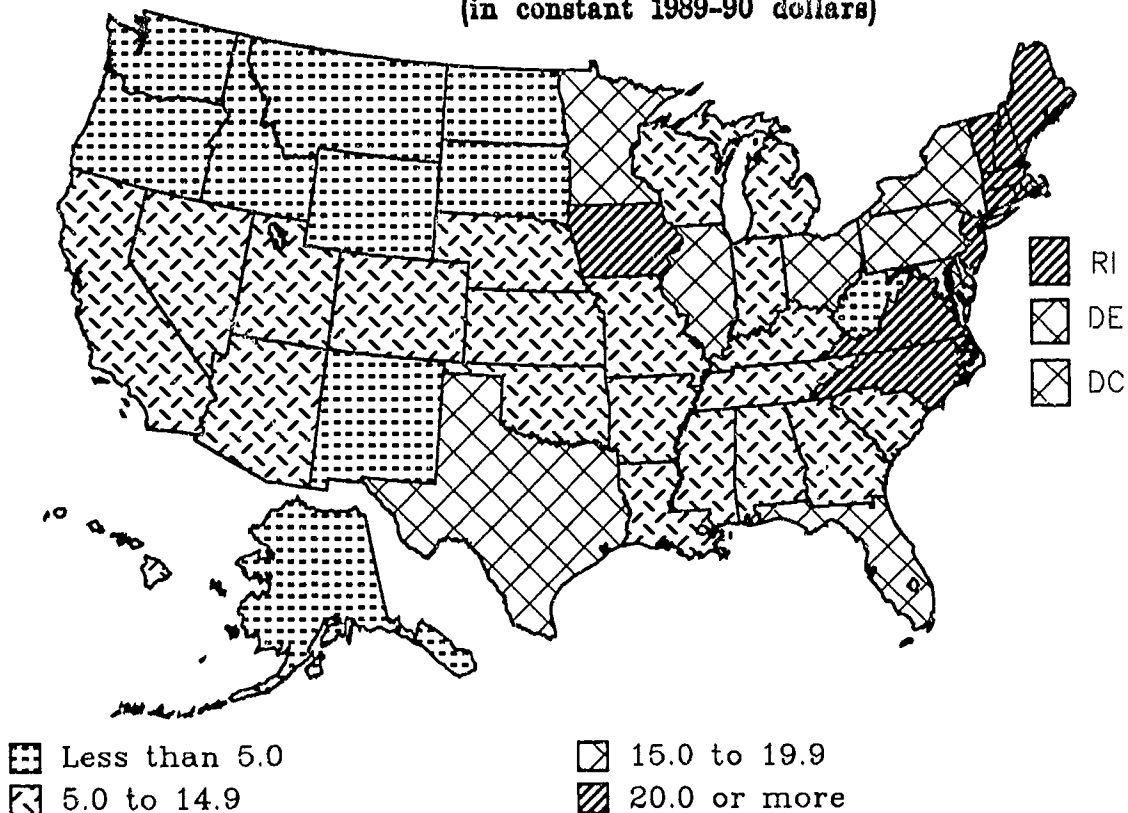 (in constant 1989-90 dollars)
RI
DE
DC
Less than 5.0
5.0 to 14.9
15.0 to 19.9
20.0 or more